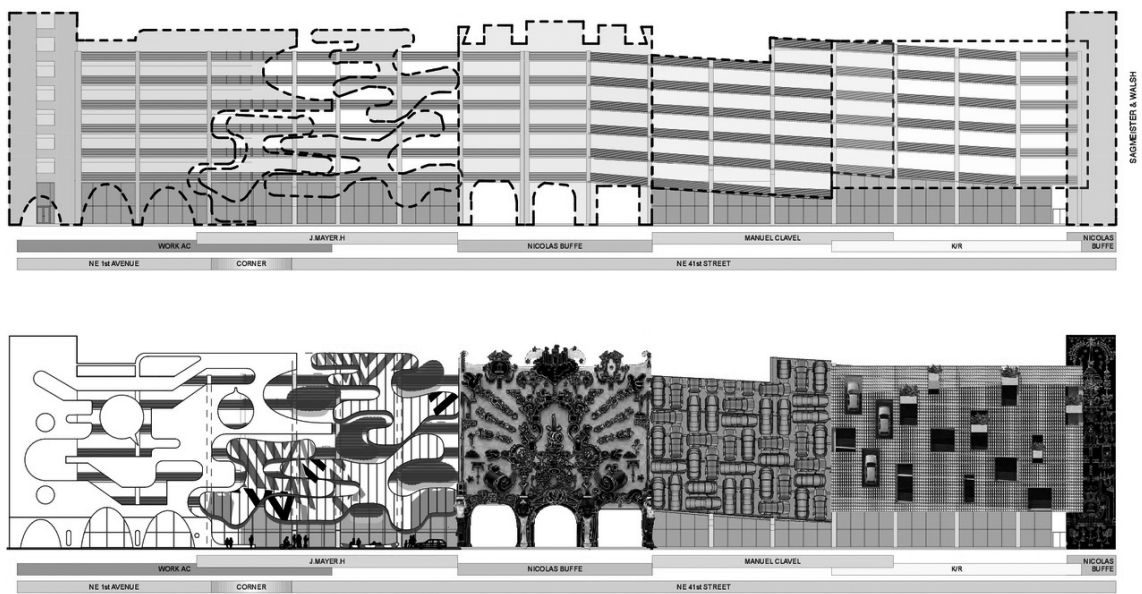 SAGMEISTER & WALSH
J.MAYER.H
MANUEL CLAVEL
NICOLAS
WORK AC
NICOLAS BUFFE
K/R
BUFFE
NE 1st AVENUE
CORNER
NE 41st STREET
J.MAYER.H
MANUEL CLAVEL
NICOLAS
WORK AC
NICOLAS BUFFE
K/R
BUFFE
NE 1st AVENUE
CORNER
NE 41st STREET